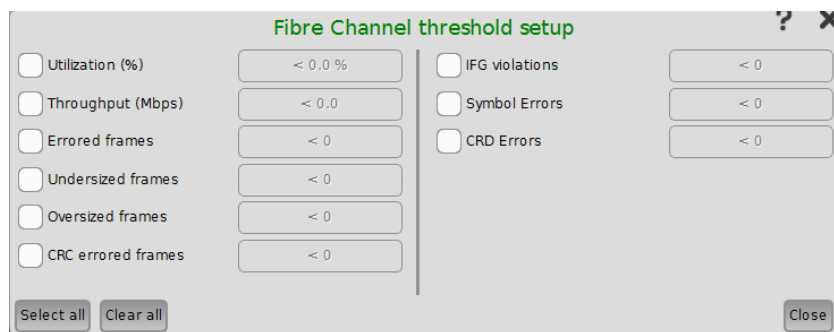 Fibre Channel threshold setup
?
Utilization (%)
< 0.0 %
Throughput (Mbps)
< 0.0
Errored frames
< 0
Undersized frames
< 0
Oversized frames
< 0
CRC errored frames
< 0
IFG violations
< 0
Symbol Errors
< 0
CRD Errors
< 0
Select all
Clear all
Close